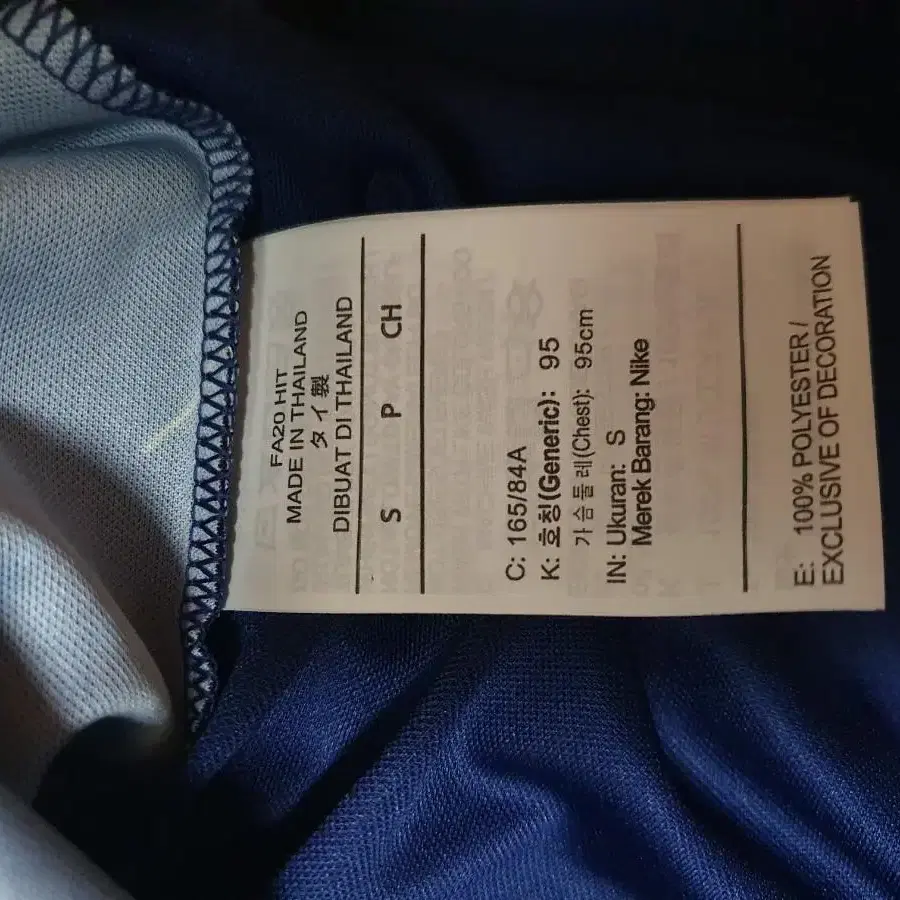 FA20 HIT
MADE IN THAILAND
タイ製
DIBUAT DI THAILAND
S P CH
C: 165/84A
K: 호칭(Generic): 95
가슴둘레(Chest): 95cm
IN: Ukuran: S
Merek Barang: Nike
E: 100% POLYESTER/
EXCLUSIVE OF DECORATION